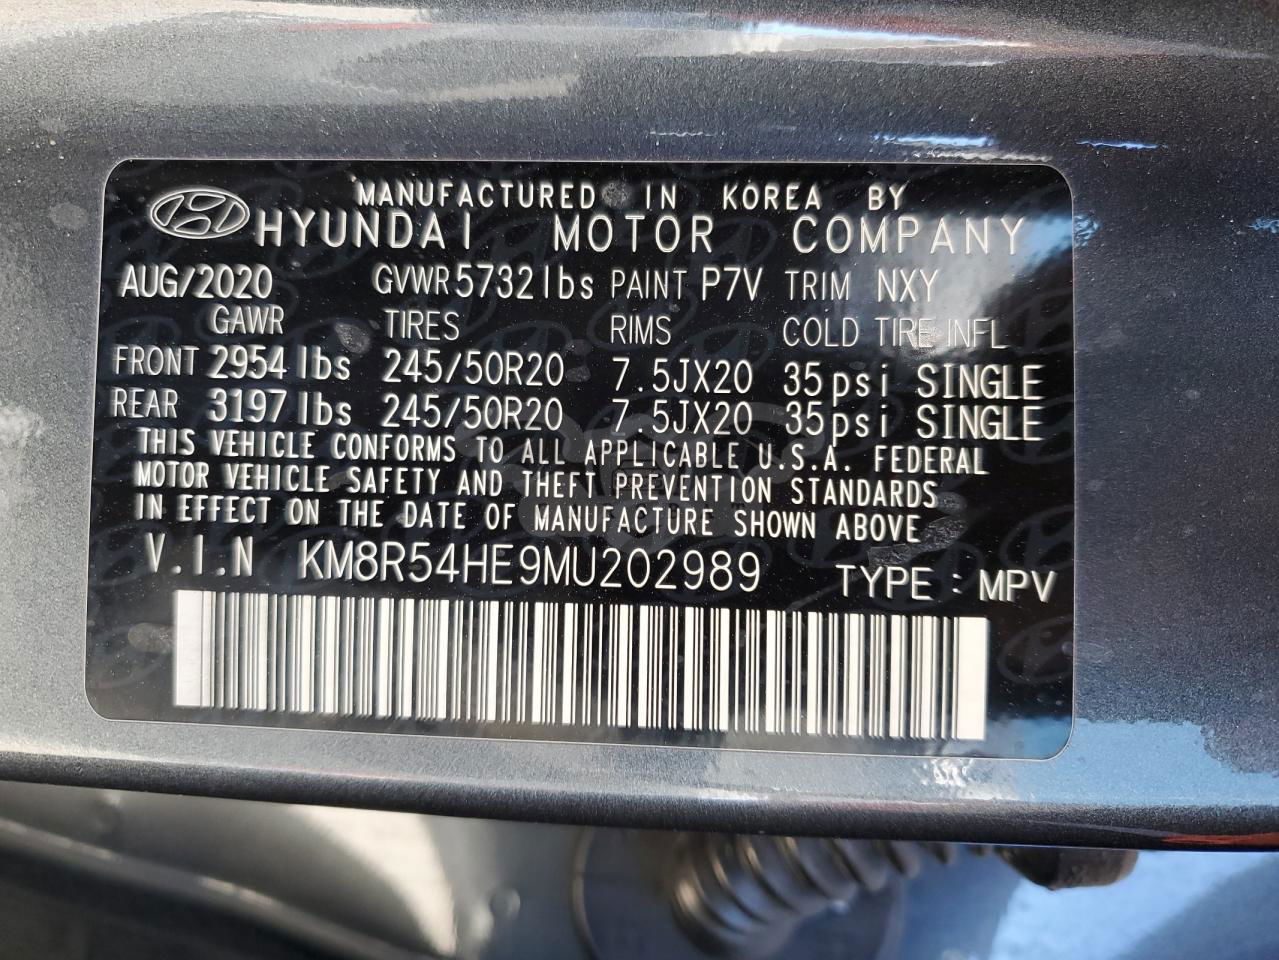 MANUFACTURED IN KOREA BY
HYUNDAI MOTOR COMPANY
AUG/2020 GVWR 5732 lbs PAINT P7V TRIM NXY
GAWR TIRES RIMS COLD TIRE INFL
FRONT 2954 lbs 245/50R20 7.5JX20 35psi SINGLE
REAR 3197 lbs 245/50R20 7.5JX20 35psi SINGLE
THIS VEHICLE CONFORMS TO ALL APPLICABLE U.S.A. FEDERAL
MOTOR VEHICLE SAFETY AND THEFT PREVENTION STANDARDS
IN EFFECT ON THE DATE OF MANUFACTURE SHOWN ABOVE
V.I.N KM8R54HE9MU202989 TYPE : MPV